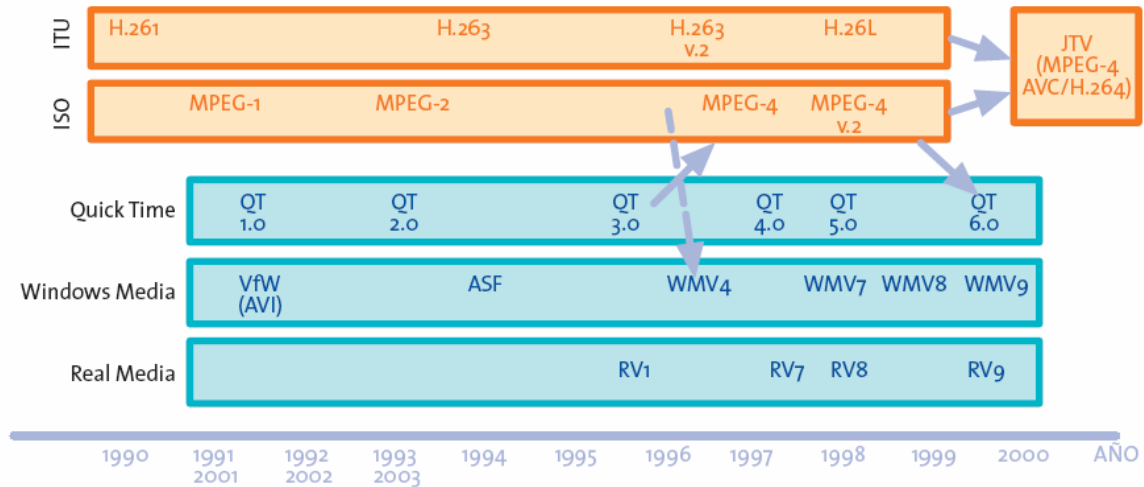 ITU
H.261 H.263 H.263 H.26L
v.2
JTV
(MPEG-4
AVC/H.264)
ISO
MPEG-1 MPEG-2 MPEG-4 MPEG-4
v.2
Quick Time
QT QT QT QT QT QT
1.0 2.0 3.0 4.0 5.0 6.0
Windows Media
VfW ASF WMV4 WMV7 WMV8 WMV9
(AVI)
Real Media
RV1 RV7 RV8 RV9
1990 1991 1992 1993 1994 1995 1996 1997 1998 1999 2000 AÑO
2001 2002 2003